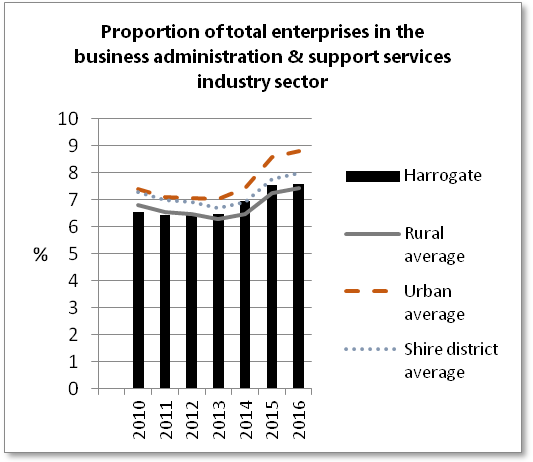 Proportion of total enterprises in the
business administration & support services
industry sector
10
9
8
7
6
5
4
3
2
1
0
%
2010
2011
2012
2013
2014
2015
2016
Harrogate
Rural
average
Urban
average
Shire district
average